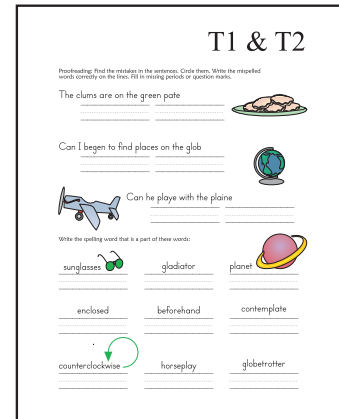 T1 & T2
Proofreading: Find the mistakes in the sentences. Circle them. Write the mispelled
words correctly on the lines. Fill in missing periods or question marks.
The clums are on the green pate
Can I begen to find places on the glob
Can he playe with the plaine
Write the spelling word that is a part of these words:
sunglasses gladiator planet
enclosed beforehand contemplate
counterclockwise horseplay globetrotter